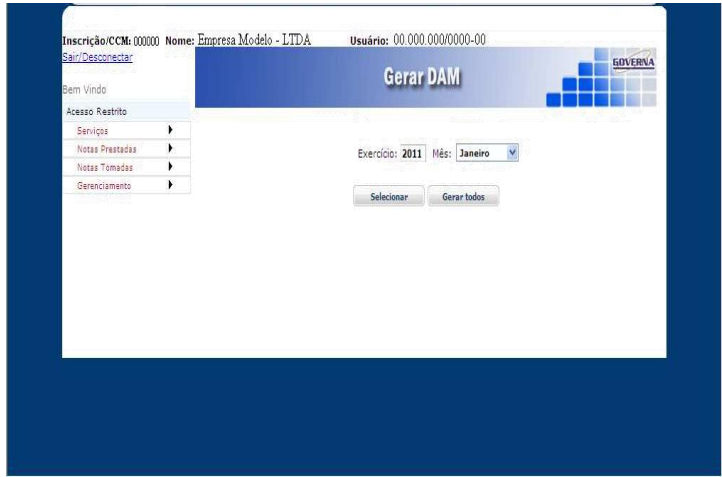 Inscrição/CCM: 000000 Nome: Empresa Modelo - LTDA Usuário: 00.000.000/0000-00
Sair/Desconectar
GOVERNA
Gerar DAM
Bem Vindo
Acesso Restrito
Serviços
Notas Prestadas
Notas Tomadas
Gerenciamento
Exercício: 2011 Mês: Janeiro
Selecionar Gerar todos